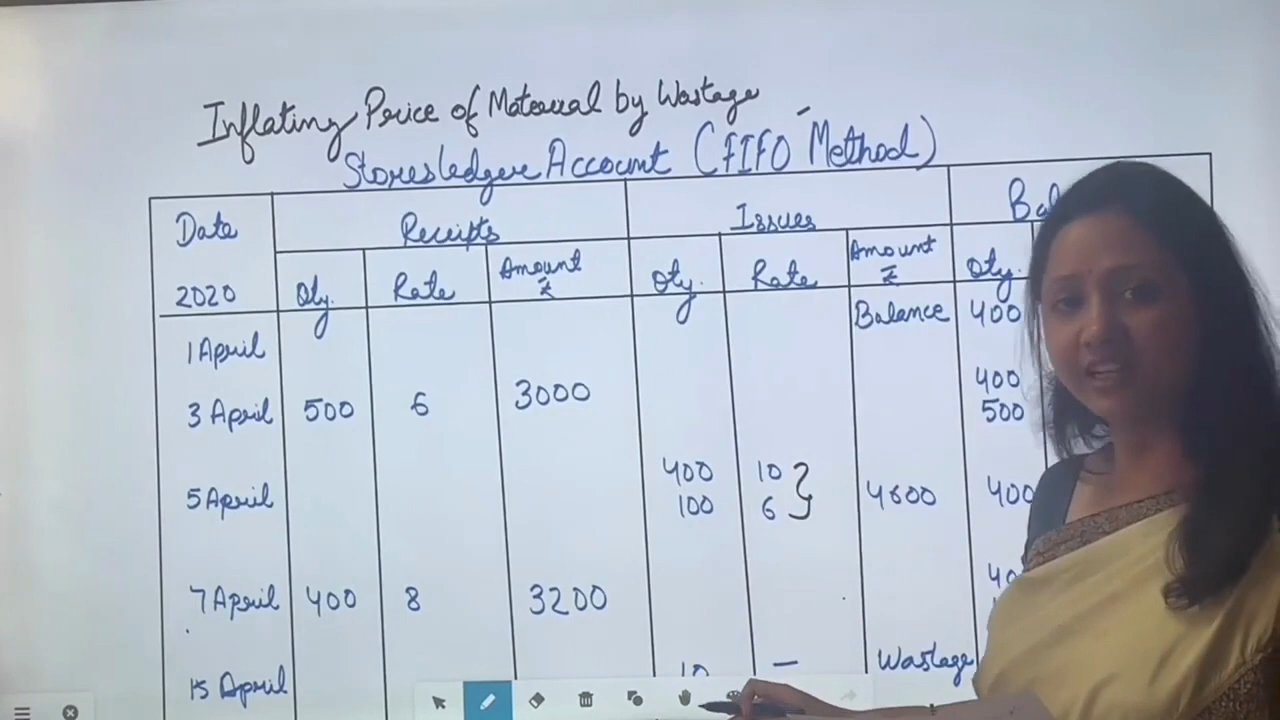 Inflating Price of Material by Wastage
Storesledger Account (FIFO Method)
Date Receipts Issues
2020 Qty. Rate Amount ₹ Qty. Rate Amount ₹ Qty.
1 April Balance 400
3 April 500 6 3000 400
500
5 April 400 10 4600 400
100 6
7 April 400 8 3200
15 April 10 — Wastage